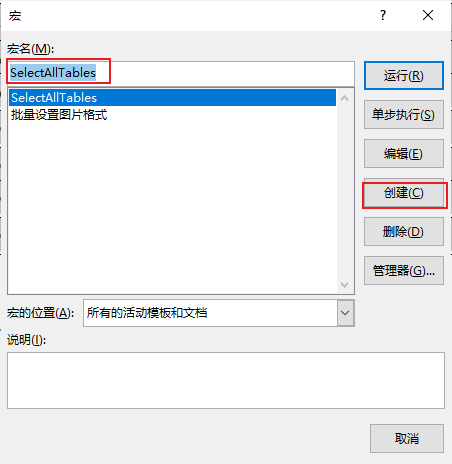 宏
?
宏名(M):
SelectAllTables
运行(R)
SelectAllTables
批量设置图片格式
单步执行(S)
编辑(E)
创建(C)
删除(D)
管理器(G)...
宏的位置(A):
所有的活动模板和文档
说明(I):
取消